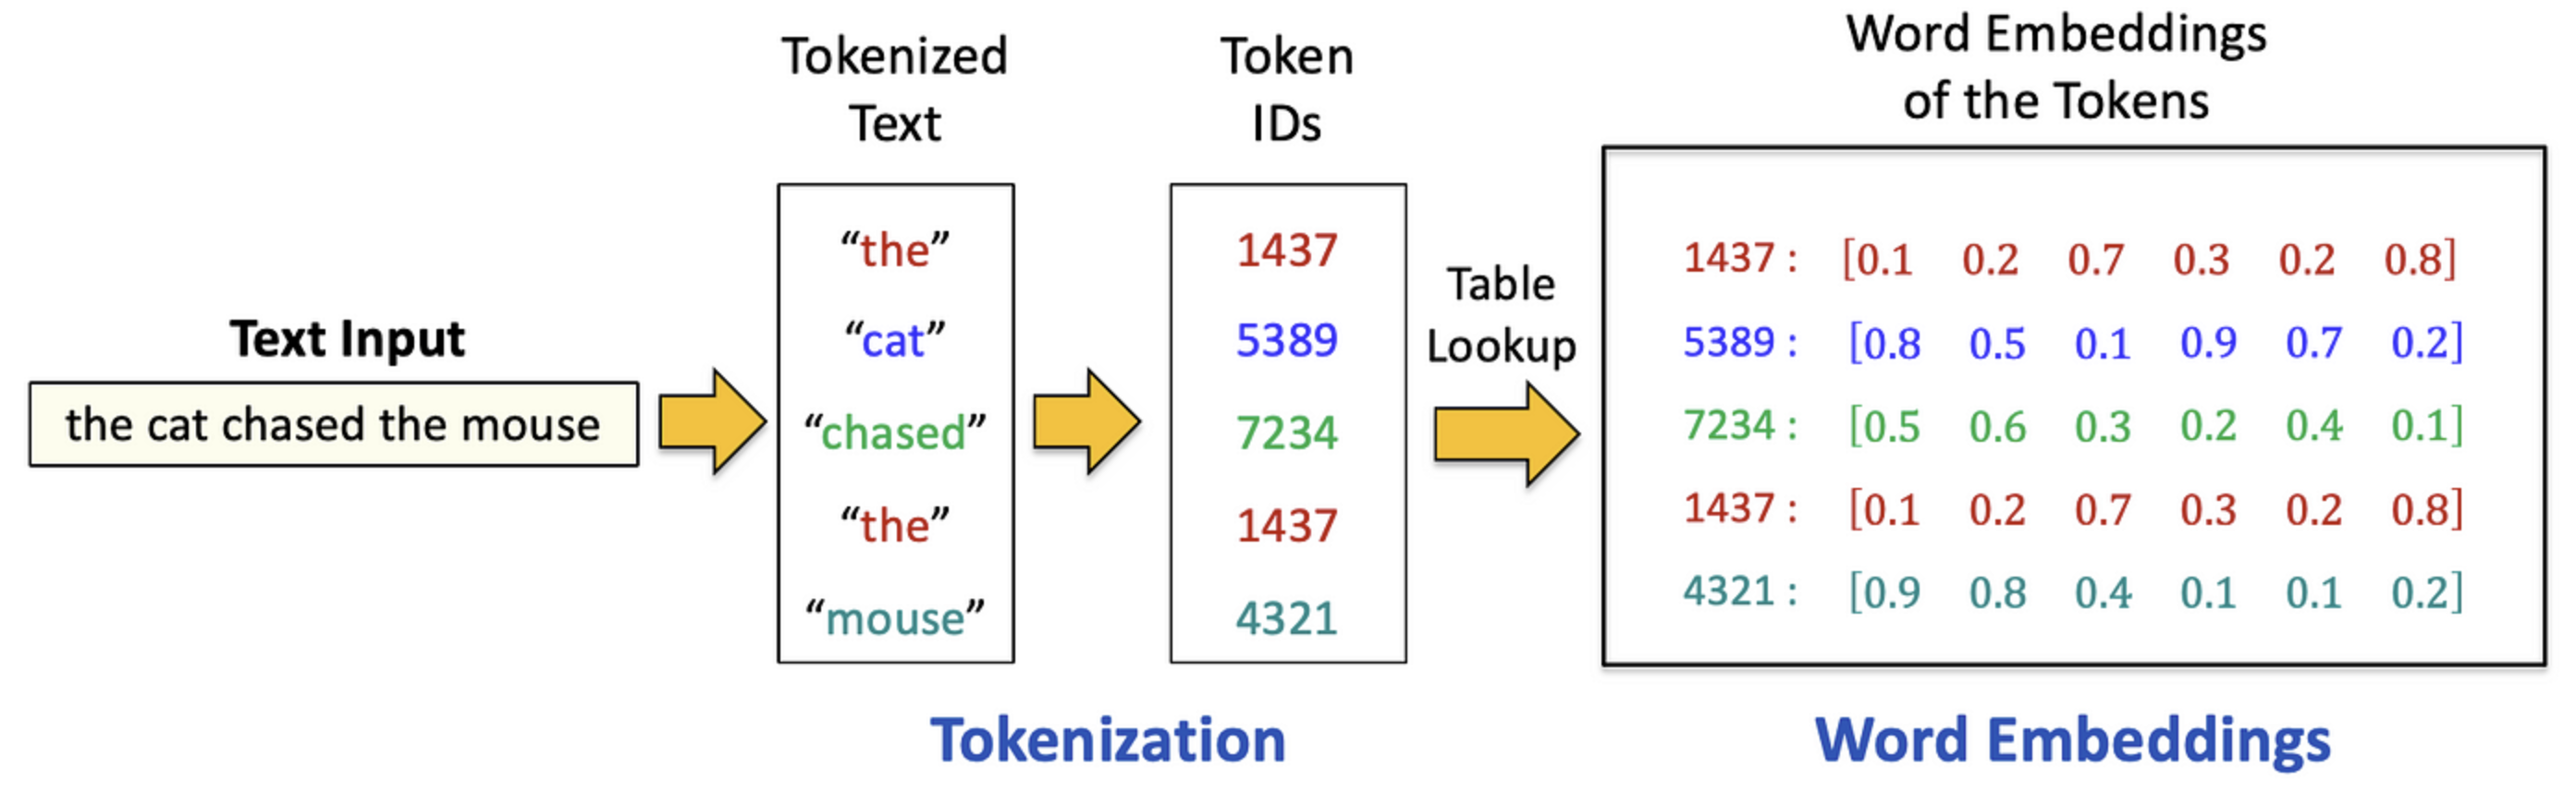 Text Input
the cat chased the mouse
Tokenized
Text
“the”
“cat”
“chased”
“the”
“mouse”
Token
IDs
1437
5389
7234
1437
4321
Tokenization
Table
Lookup
Word Embeddings
of the Tokens
1437 : [0.1 0.2 0.7 0.3 0.2 0.8]
5389 : [0.8 0.5 0.1 0.9 0.7 0.2]
7234 : [0.5 0.6 0.3 0.2 0.4 0.1]
1437 : [0.1 0.2 0.7 0.3 0.2 0.8]
4321 : [0.9 0.8 0.4 0.1 0.1 0.2]
Word Embeddings